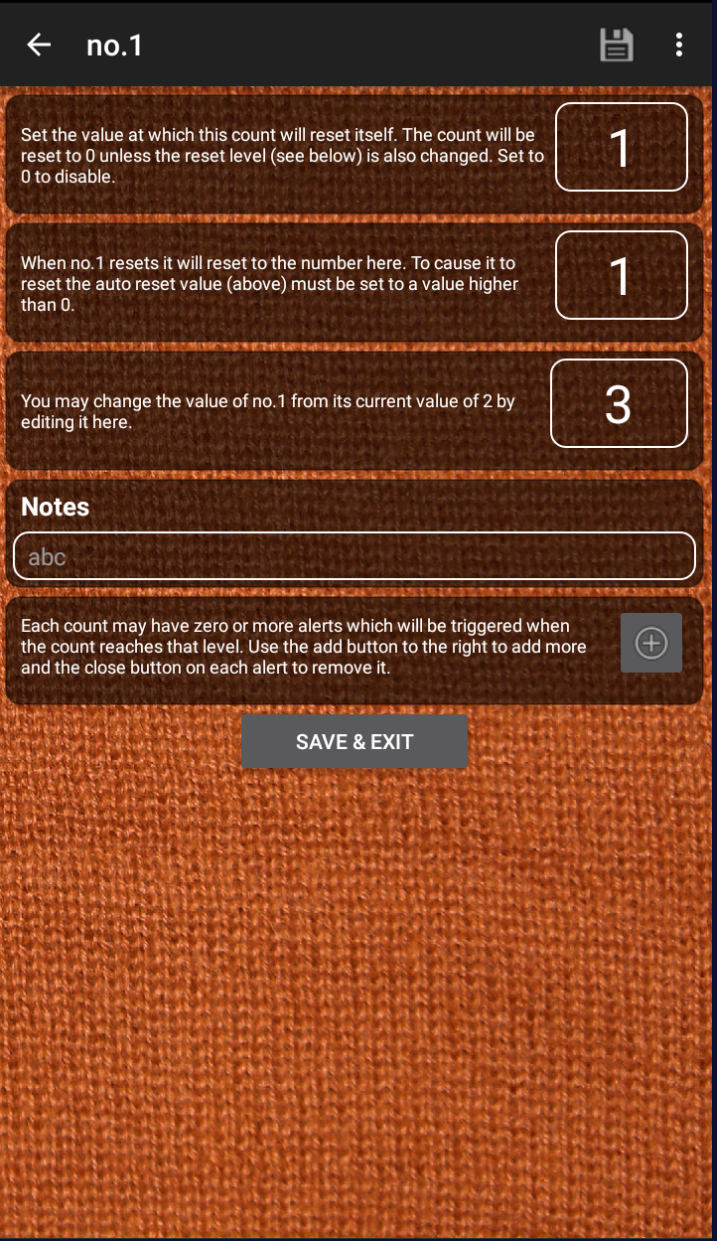 no.1
Set the value at which this count will reset itself. The count will be
reset to 0 unless the reset level (see below) is also changed. Set to
0 to disable.
1
When no.1 resets it will reset to the number here. To cause it to
reset the auto reset value (above) must be set to a value higher
than 0.
1
You may change the value of no.1 from its current value of 2 by
editing it here.
3
Notes
abc
Each count may have zero or more alerts which will be triggered when
the count reaches that level. Use the add button to the right to add more
and the close button on each alert to remove it.
SAVE & EXIT